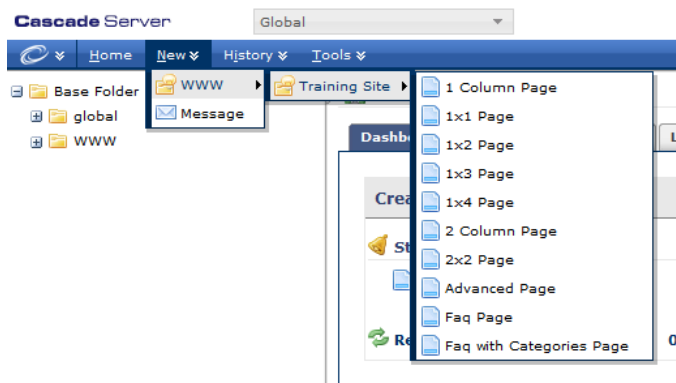 Cascade Server Global
Home New History Tools
Base Folder
global
WWW
WWW
Message
Training Site
1 Column Page
1x1 Page
1x2 Page
1x3 Page
1x4 Page
2 Column Page
2x2 Page
Advanced Page
Faq Page
Faq with Categories Page
Dashb
L
Crea
St
Re
0